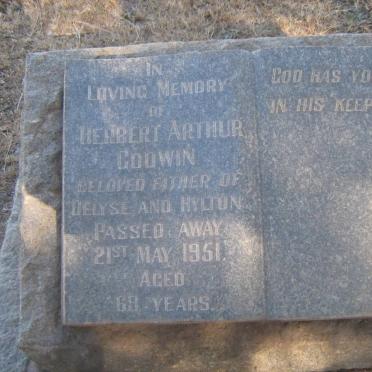 IN
LOVING MEMORY
OF
HERBERT ARTHUR
GODWIN
BELOVED FATHER OF
DELYSE AND HYLTON
PASSED AWAY
21ST MAY 1951
AGED
68 YEARS
GOD HAS YO
IN HIS KEEP